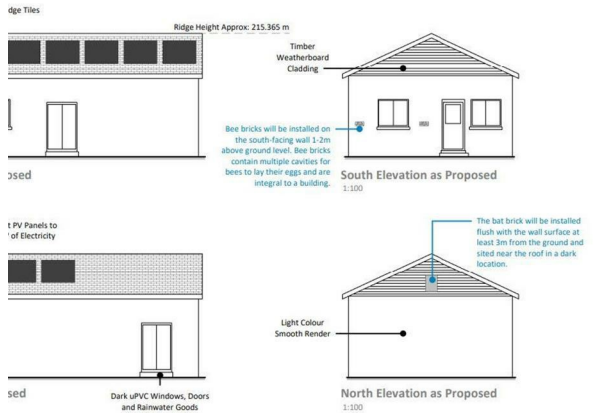 dge Tiles
Ridge Height Approx: 215.365 m
Timber
Weatherboard
Cladding
Bee bricks will be installed on
the south-facing wall 1-2m
above ground level. Bee bricks
contain multiple cavities for
bees to lay their eggs and are
integral to a building.
osed
South Elevation as Proposed
1:100
t PV Panels to
of Electricity
The bat brick will be installed
flush with the wall surface at
least 3m from the ground and
sited near the roof in a dark
location.
Light Colour
Smooth Render
sed
Dark uPVC Windows, Doors
and Rainwater Goods
North Elevation as Proposed
1:100